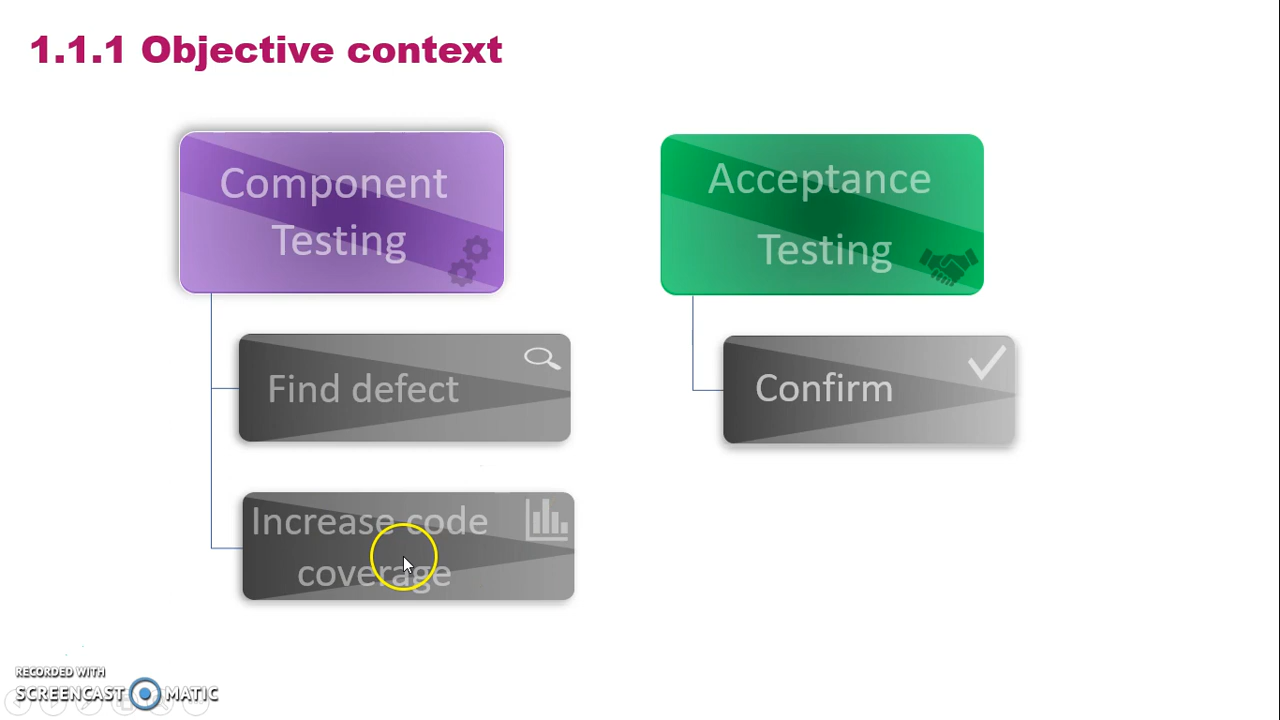 1.1.1 Objective context
Component
Testing
Find defect
Increase code
coverage
Acceptance
Testing
Confirm
RECORDED WITH
SCREENCAST MATIC